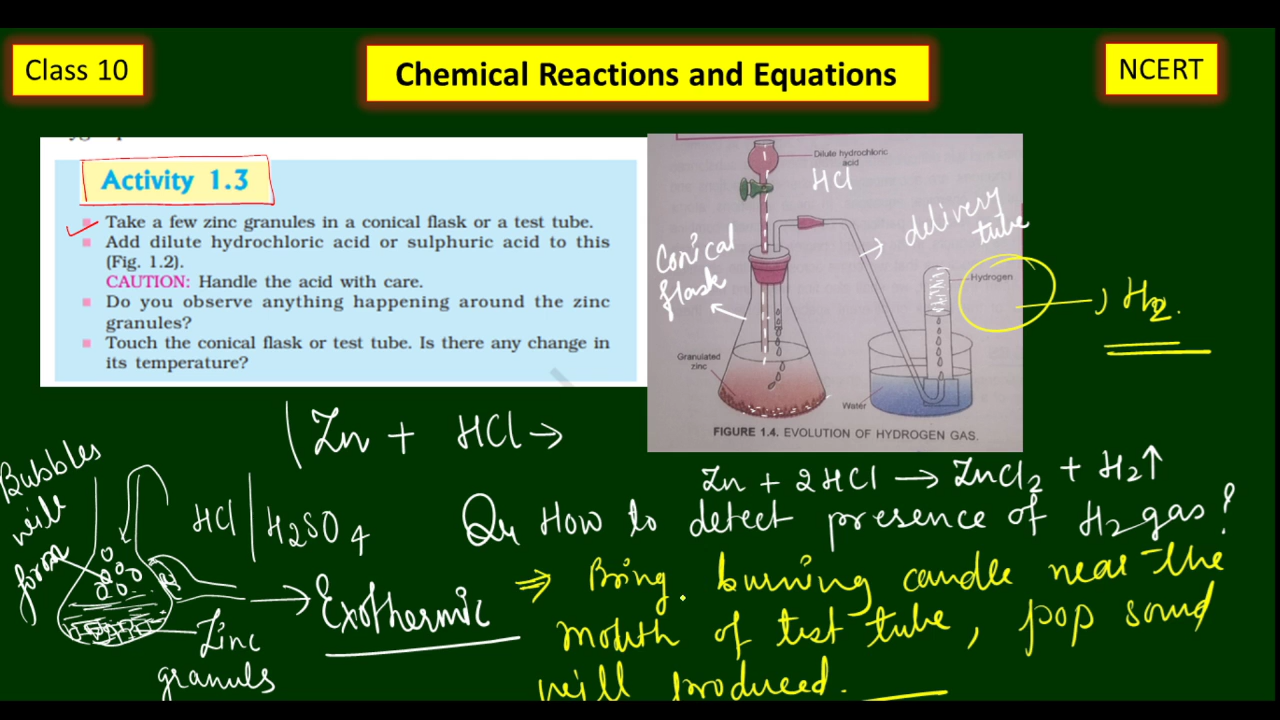 Class 10
Chemical Reactions and Equations
NCERT
Activity 1.3
Take a few zinc granules in a conical flask or a test tube.
Add dilute hydrochloric acid or sulphuric acid to this
(Fig. 1.2).
CAUTION: Handle the acid with care.
Do you observe anything happening around the zinc
granules?
Touch the conical flask or test tube. Is there any change in
its temperature?
Dilute hydrochloric
acid
HCl
Conical
flask
delivery
tube
Hydrogen
H2.
Granulated
zinc
Water
FIGURE 1.4. EVOLUTION OF HYDROGEN GAS.
Zn + HCl →
Zn + 2HCl → ZnCl2 + H2↑
Bubbles
will
form
HCl | H2SO4
Zinc
granuls
→ Exothermic
Qu How to detect presence of H2 gas?
⇒ Bring burning candle near the
mouth of test tube, pop sound
will produced.